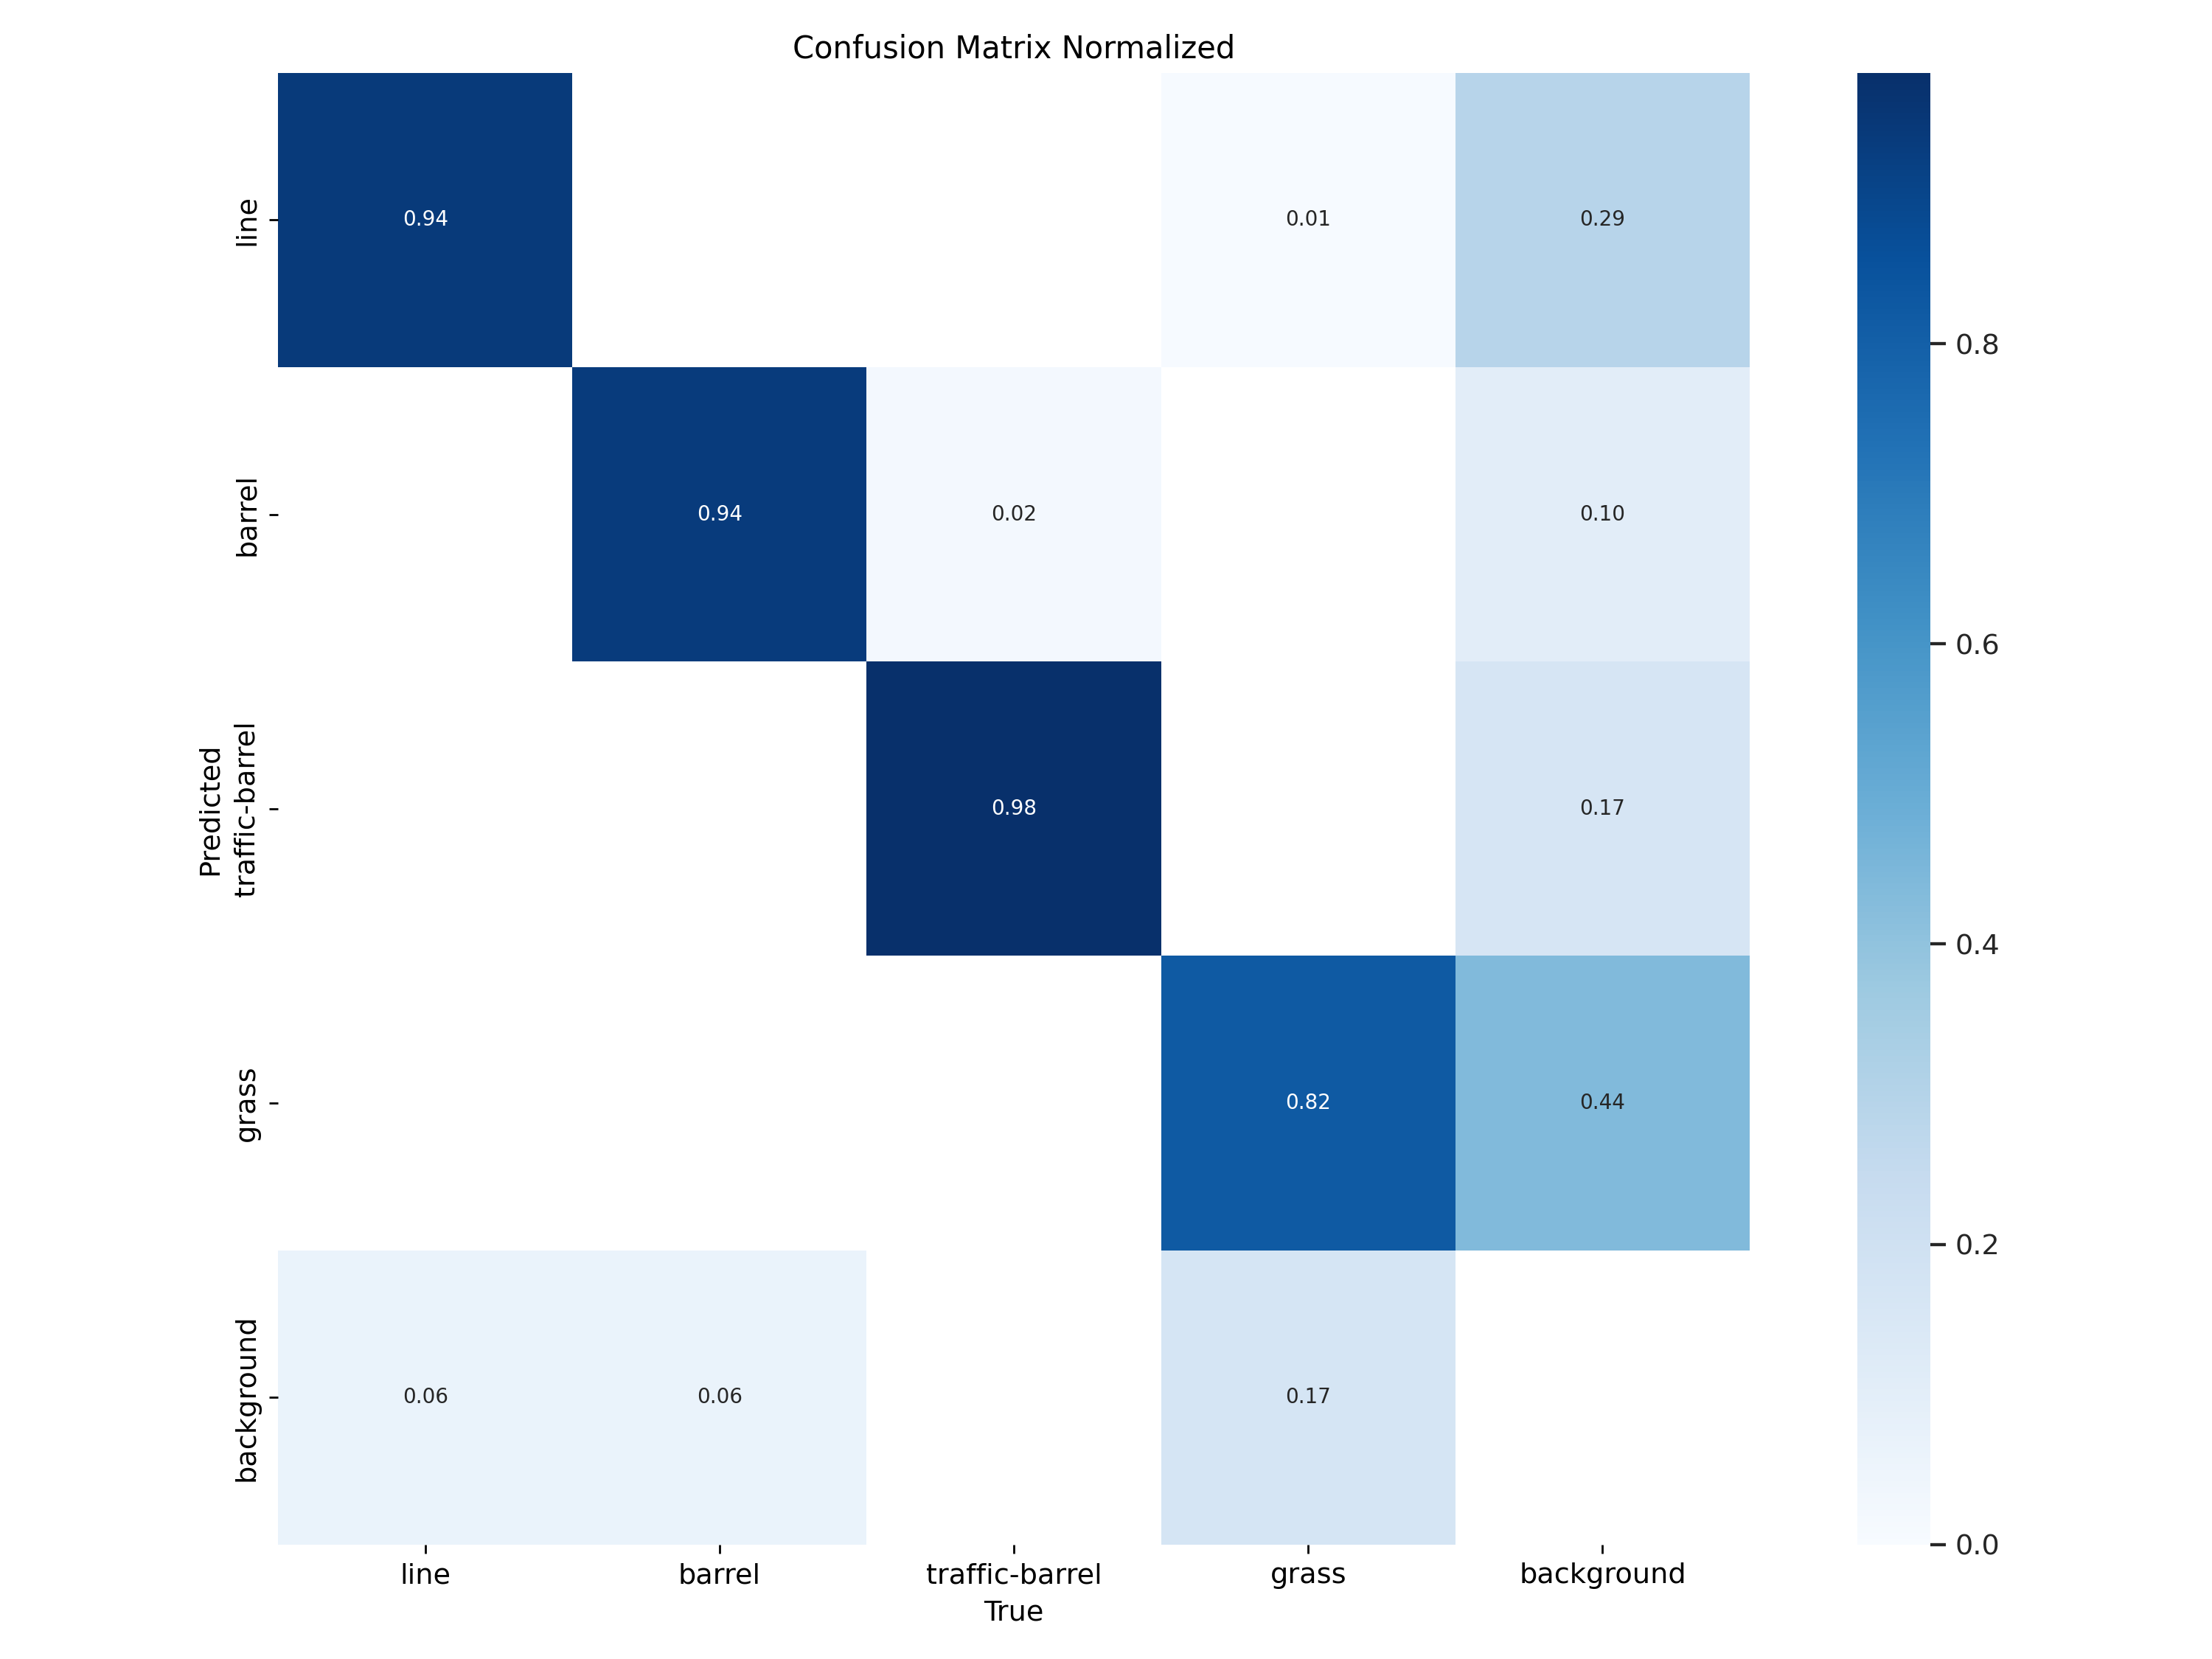 Confusion Matrix Normalized
line
0.94
0.01
0.29
barrel
0.94
0.02
0.10
Predicted
traffic-barrel
0.98
0.17
grass
0.82
0.44
background
0.06
0.06
0.17
line
barrel
traffic-barrel
grass
background
True
0.8
0.6
0.4
0.2
0.0